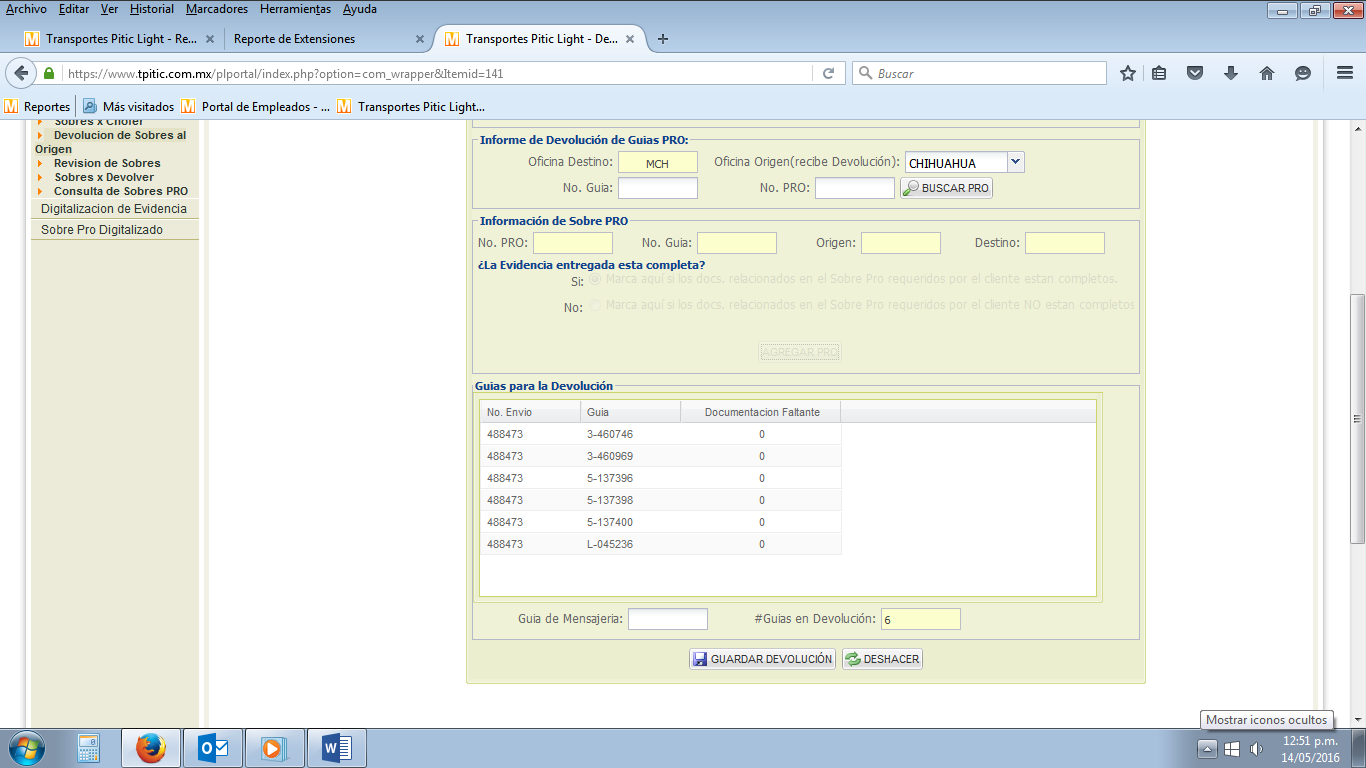 Archivo Editar Ver Historial Marcadores Herramientas Ayuda
Transportes Pitic Light - Re... Reporte de Extensiones Transportes Pitic Light - De...
https://www.tpitic.com.mx/plportal/index.php?option=com_wrapper&Itemid=141 Buscar
Reportes Más visitados Portal de Empleados - ... Transportes Pitic Light...
Sobres x Chofer
Devolucion de Sobres al
Origen
Revision de Sobres
Sobres x Devolver
Consulta de Sobres PRO
Digitalizacion de Evidencia
Sobre Pro Digitalizado
Informe de Devolución de Guias PRO:
Oficina Destino: MCH Oficina Origen(recibe Devolución): CHIHUAHUA
No. Guia: No. PRO: BUSCAR PRO
Información de Sobre PRO
No. PRO: No. Guia: Origen: Destino:
¿La Evidencia entregada esta completa?
Si: Marca aquí si los docs. relacionados en el Sobre Pro requeridos por el cliente estan completos.
No: Marca aquí si los docs. relacionados en el Sobre Pro requeridos por el cliente NO estan completos
AGREGAR PRO
Guias para la Devolución
No. Envio Guia Documentacion Faltante
488473 3-460746 0
488473 3-460969 0
488473 5-137396 0
488473 5-137398 0
488473 5-137400 0
488473 L-045236 0
Guia de Mensajeria: #Guias en Devolución: 6
GUARDAR DEVOLUCIÓN DESHACER
Mostrar iconos ocultos
12:51 p.m.
14/05/2016